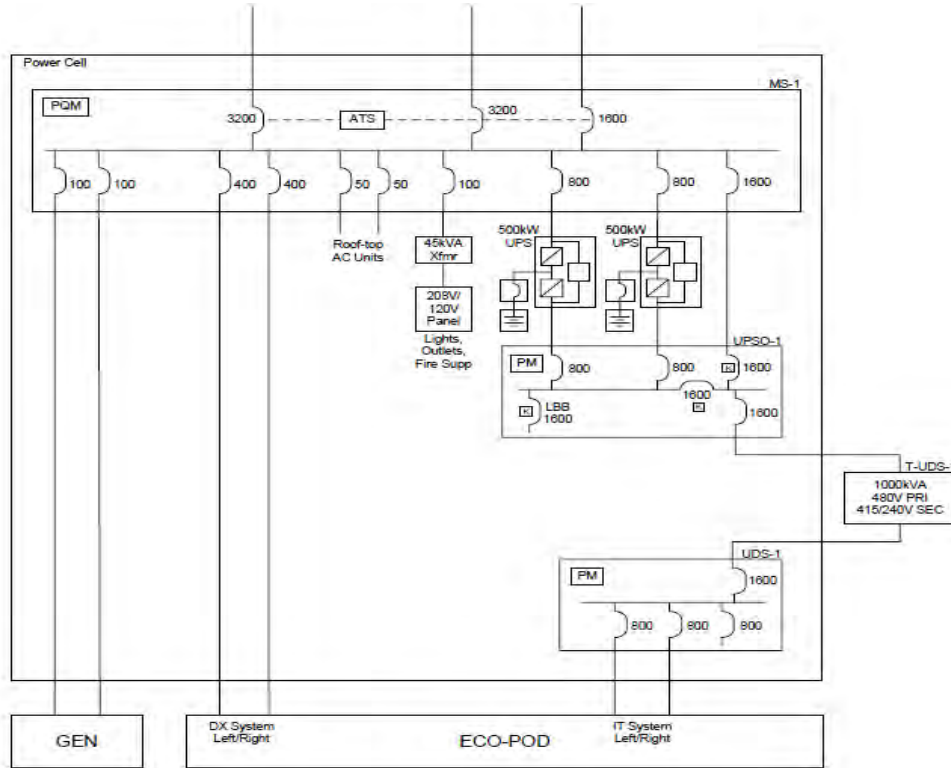 Power Cell
MS-1
PQM
3200
ATS
3200
1600
100
100
400
400
50
50
100
800
800
1600
Roof-top
AC Units
45kVA
Xfmr
208V/
120V
Panel
Lights,
Outlets,
Fire Supp
500kW
UPS
500kW
UPS
UPSO-1
PM
800
800
K
1600
1600
K
K
LBB
1600
1600
T-UDS-
1000kVA
480V PRI
415/240V SEC
UDS-1
PM
1600
800
800
800
GEN
DX System
Left/Right
ECO-POD
IT System
Left/Right